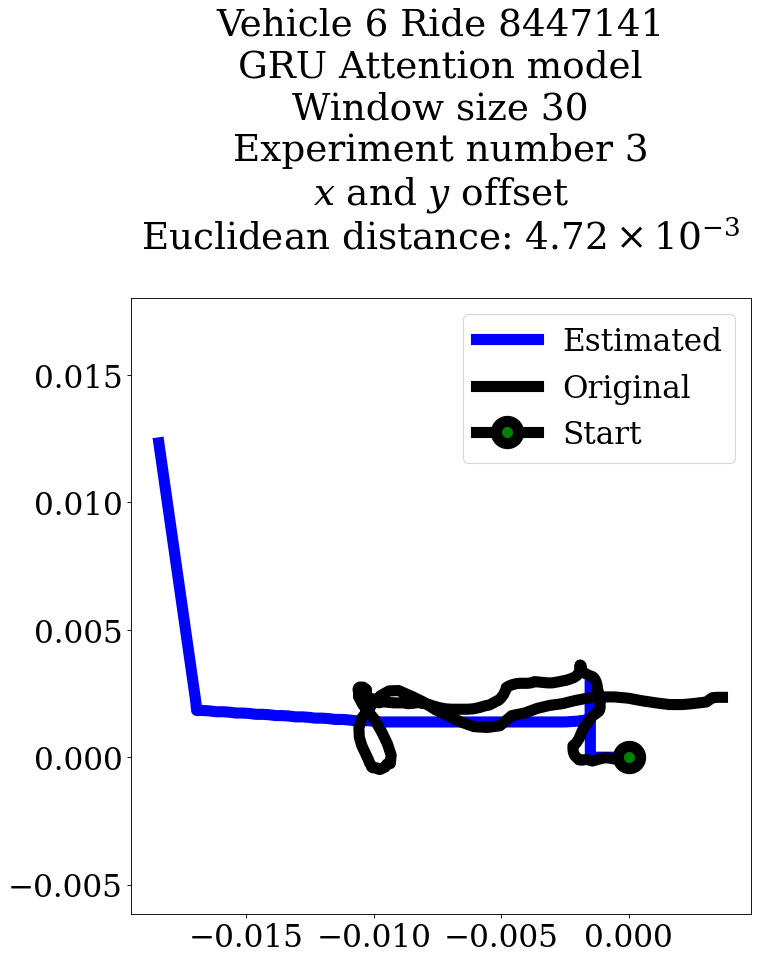 Vehicle 6 Ride 8447141
GRU Attention model
Window size 30
Experiment number 3
x and y offset
Euclidean distance: 4.72 × 10⁻³
Estimated
Original
Start
0.015
0.010
0.005
0.000
−0.005
−0.015 −0.010 −0.005 0.000